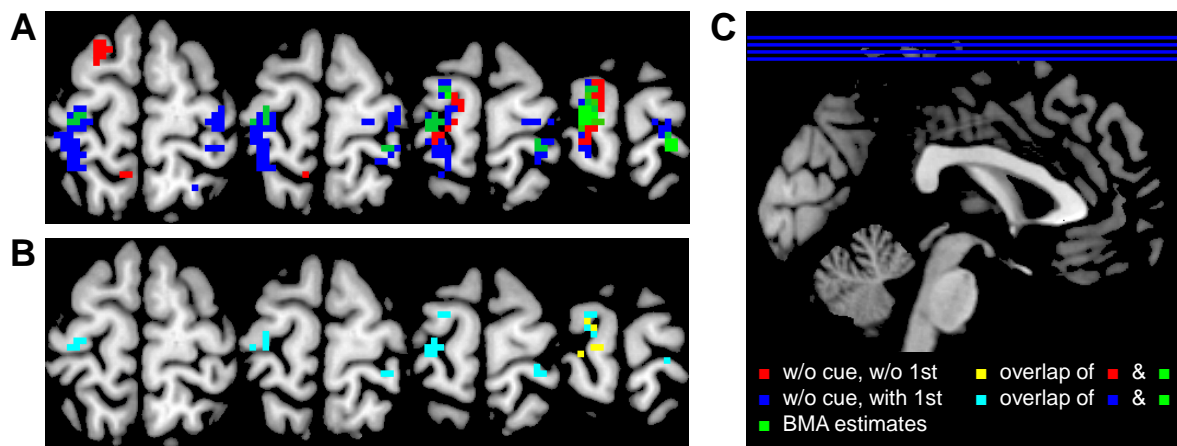 A
B
C
w/o cue, w/o 1st
w/o cue, with 1st
BMA estimates
overlap of & 
overlap of &